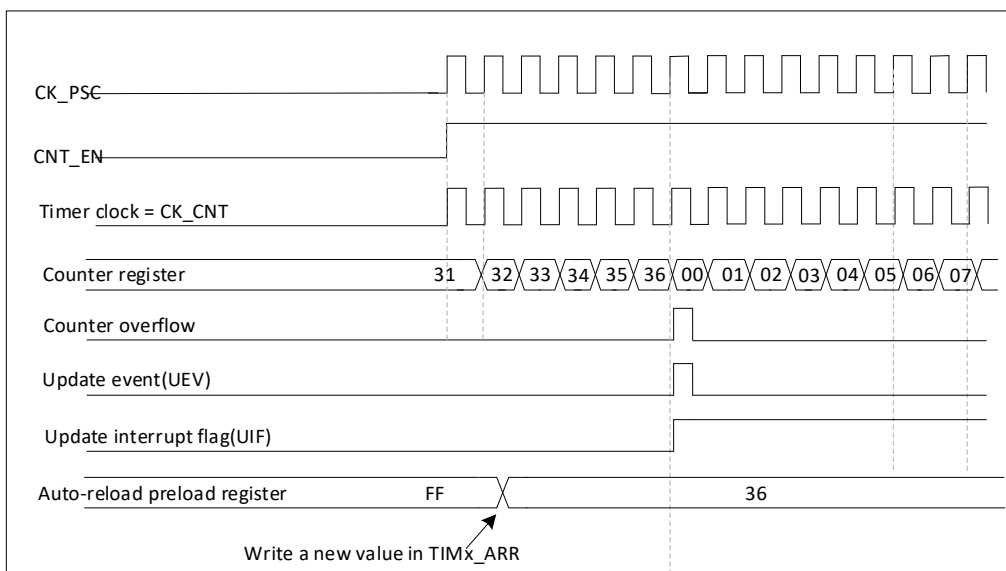 CK_PSC
CNT_EN
Timer clock = CK_CNT
Counter register 31 32 33 34 35 36 00 01 02 03 04 05 06 07
Counter overflow
Update event(UEV)
Update interrupt flag(UIF)
Auto-reload preload register FF 36
Write a new value in TIMx_ARR